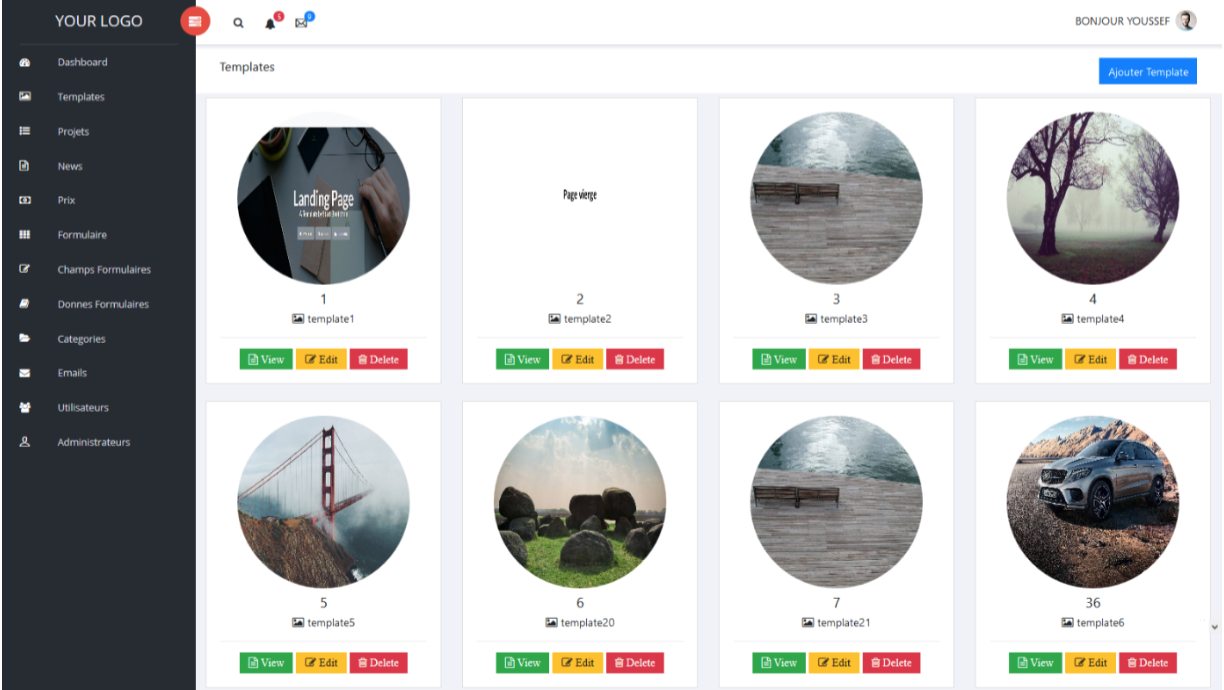 YOUR LOGO
5
9
BONJOUR YOUSSEF
Dashboard
Templates
Projets
News
Prix
Formulaire
Champs Formulaires
Donnes Formulaires
Categories
Emails
Utilisateurs
Administrateurs
Templates
Ajouter Template
Landing Page
1
template1
View Edit Delete
Page vierge
2
template2
View Edit Delete
3
template3
View Edit Delete
4
template4
View Edit Delete
5
template5
View Edit Delete
6
template20
View Edit Delete
7
template21
View Edit Delete
36
template6
View Edit Delete